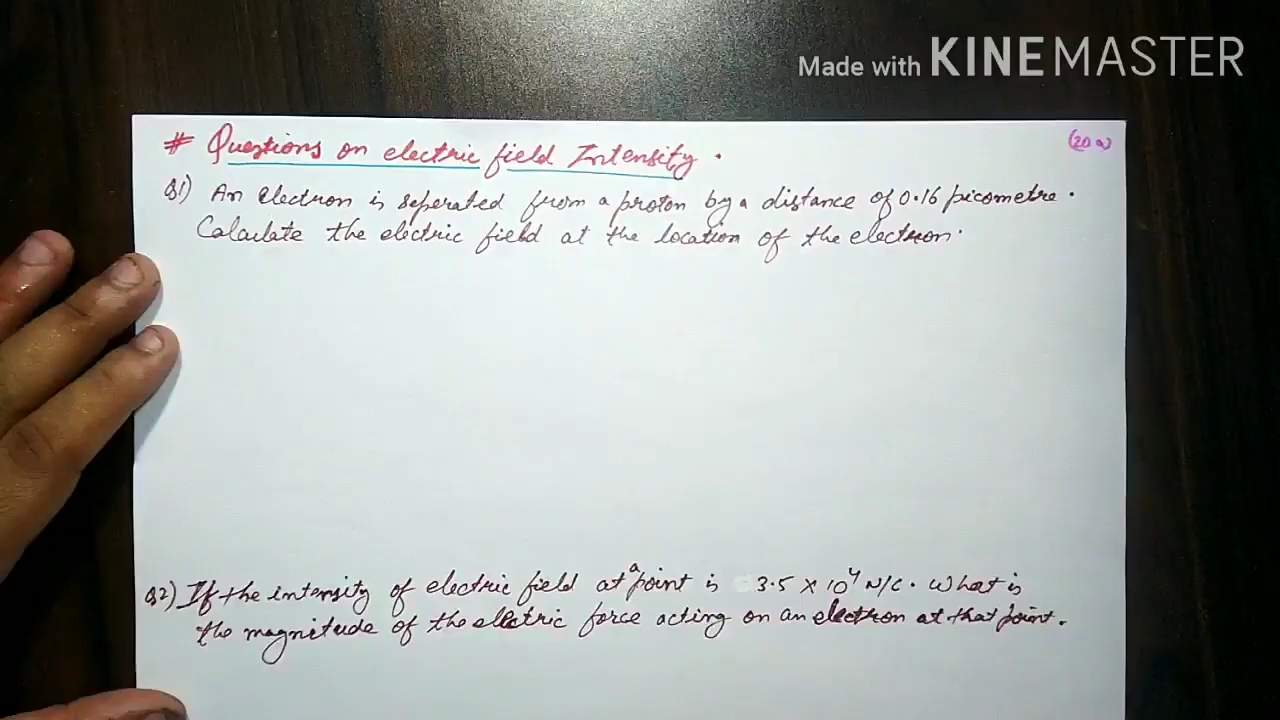 Made with KINEMASTER
# Questions on electric field Intensity.
(20a)
Q1) An electron is seperated from a proton by a distance of 0.16 picometre.
Calculate the electric field at the location of the electron.
Q2) If the intensity of electric field at a point is 3.5 × 10⁴ N/C. What is
the magnitude of the electric force acting on an electron at that point.